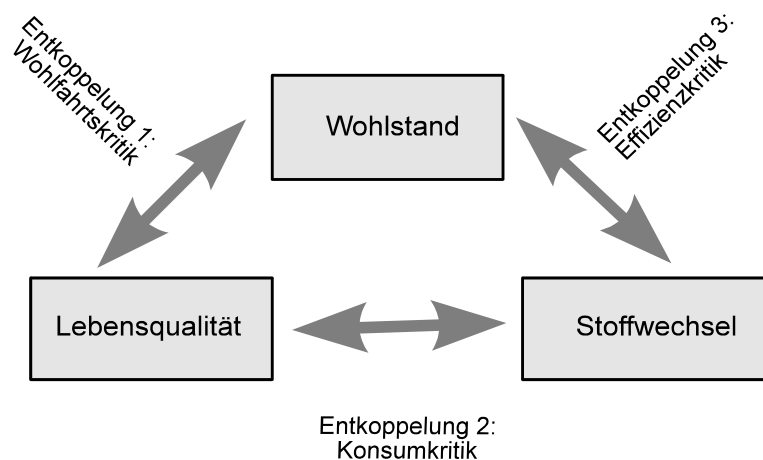 Entkoppelung 1:
Wohlfahrtskritik
Wohlstand
Entkoppelung 3:
Effizienzkritik
Lebensqualität
Stoffwechsel
Entkoppelung 2:
Konsumkritik